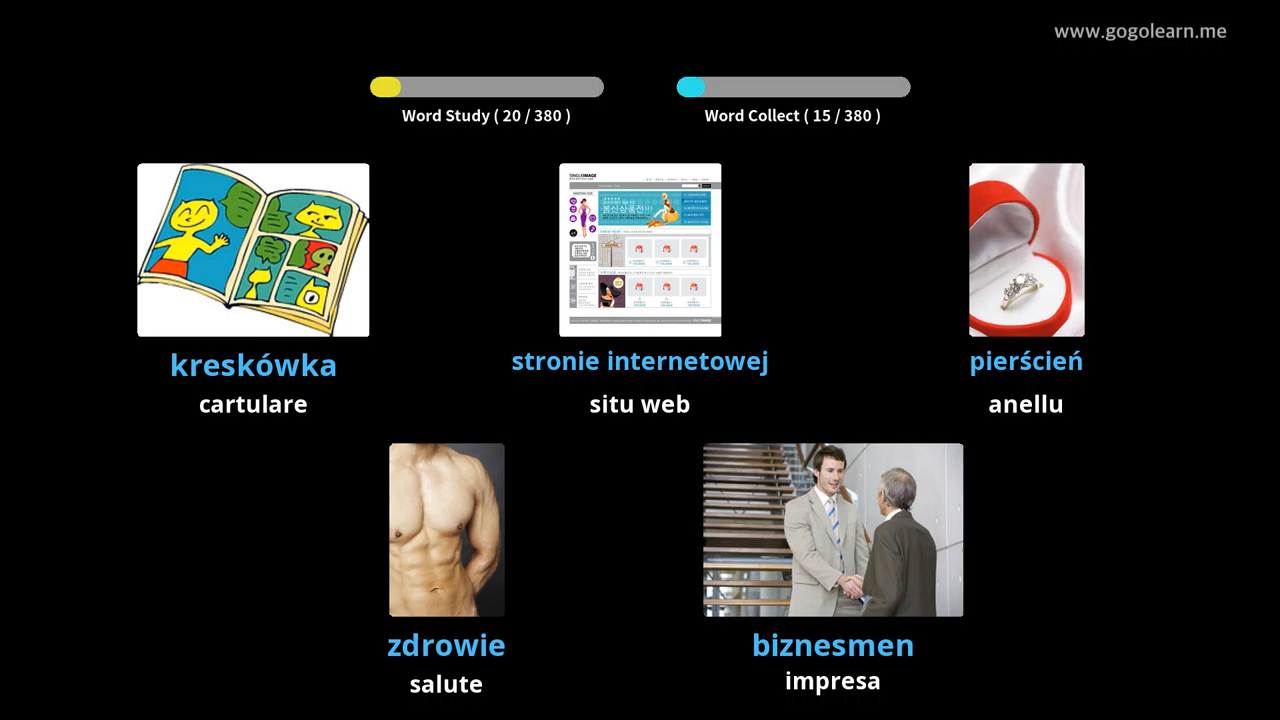 www.gogolearn.me
Word Study ( 20 / 380 )
Word Collect ( 15 / 380 )
kreskówka
stronie internetowej
pierścień
cartulare
situ web
anellu
zdrowie
biznesmen
salute
impresa